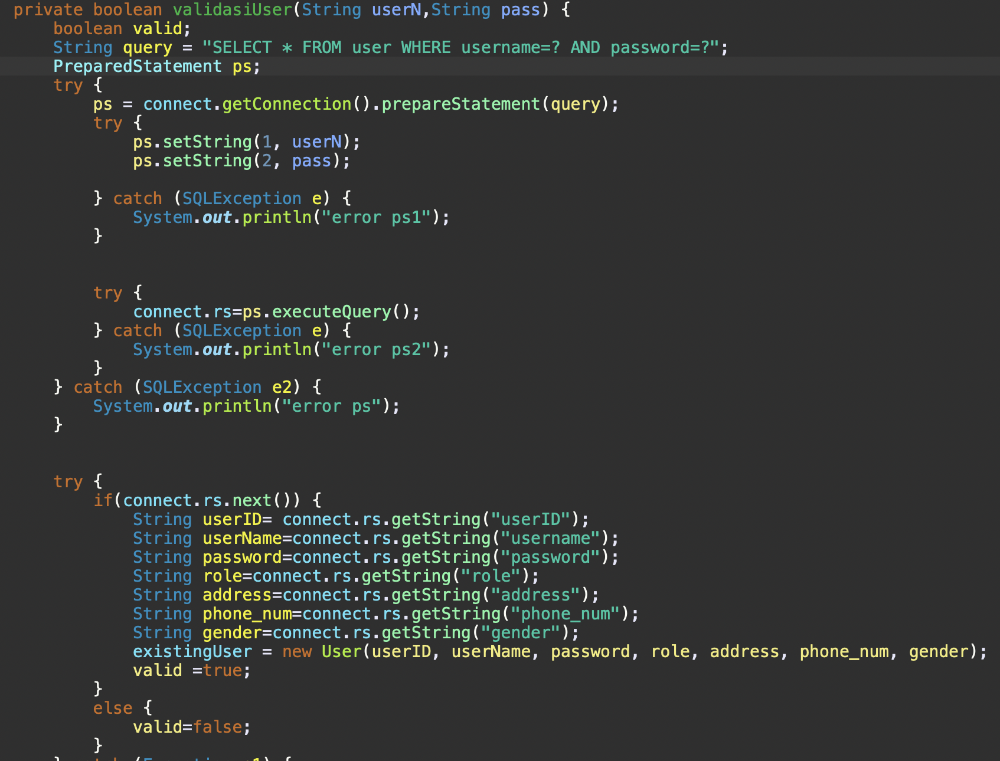 private boolean validasiUser(String userN,String pass) {
boolean valid;
String query = "SELECT * FROM user WHERE username=? AND password=?";
PreparedStatement ps;
try {
ps = connect.getConnection().prepareStatement(query);
try {
ps.setString(1, userN);
ps.setString(2, pass);
} catch (SQLException e) {
System.out.println("error ps1");
}
try {
connect.rs=ps.executeQuery();
} catch (SQLException e) {
System.out.println("error ps2");
}
} catch (SQLException e2) {
System.out.println("error ps");
}
try {
if(connect.rs.next()) {
String userID= connect.rs.getString("userID");
String userName=connect.rs.getString("username");
String password=connect.rs.getString("password");
String role=connect.rs.getString("role");
String address=connect.rs.getString("address");
String phone_num=connect.rs.getString("phone_num");
String gender=connect.rs.getString("gender");
existingUser = new User(userID, userName, password, role, address, phone_num, gender);
valid =true;
}
else {
valid=false;
}